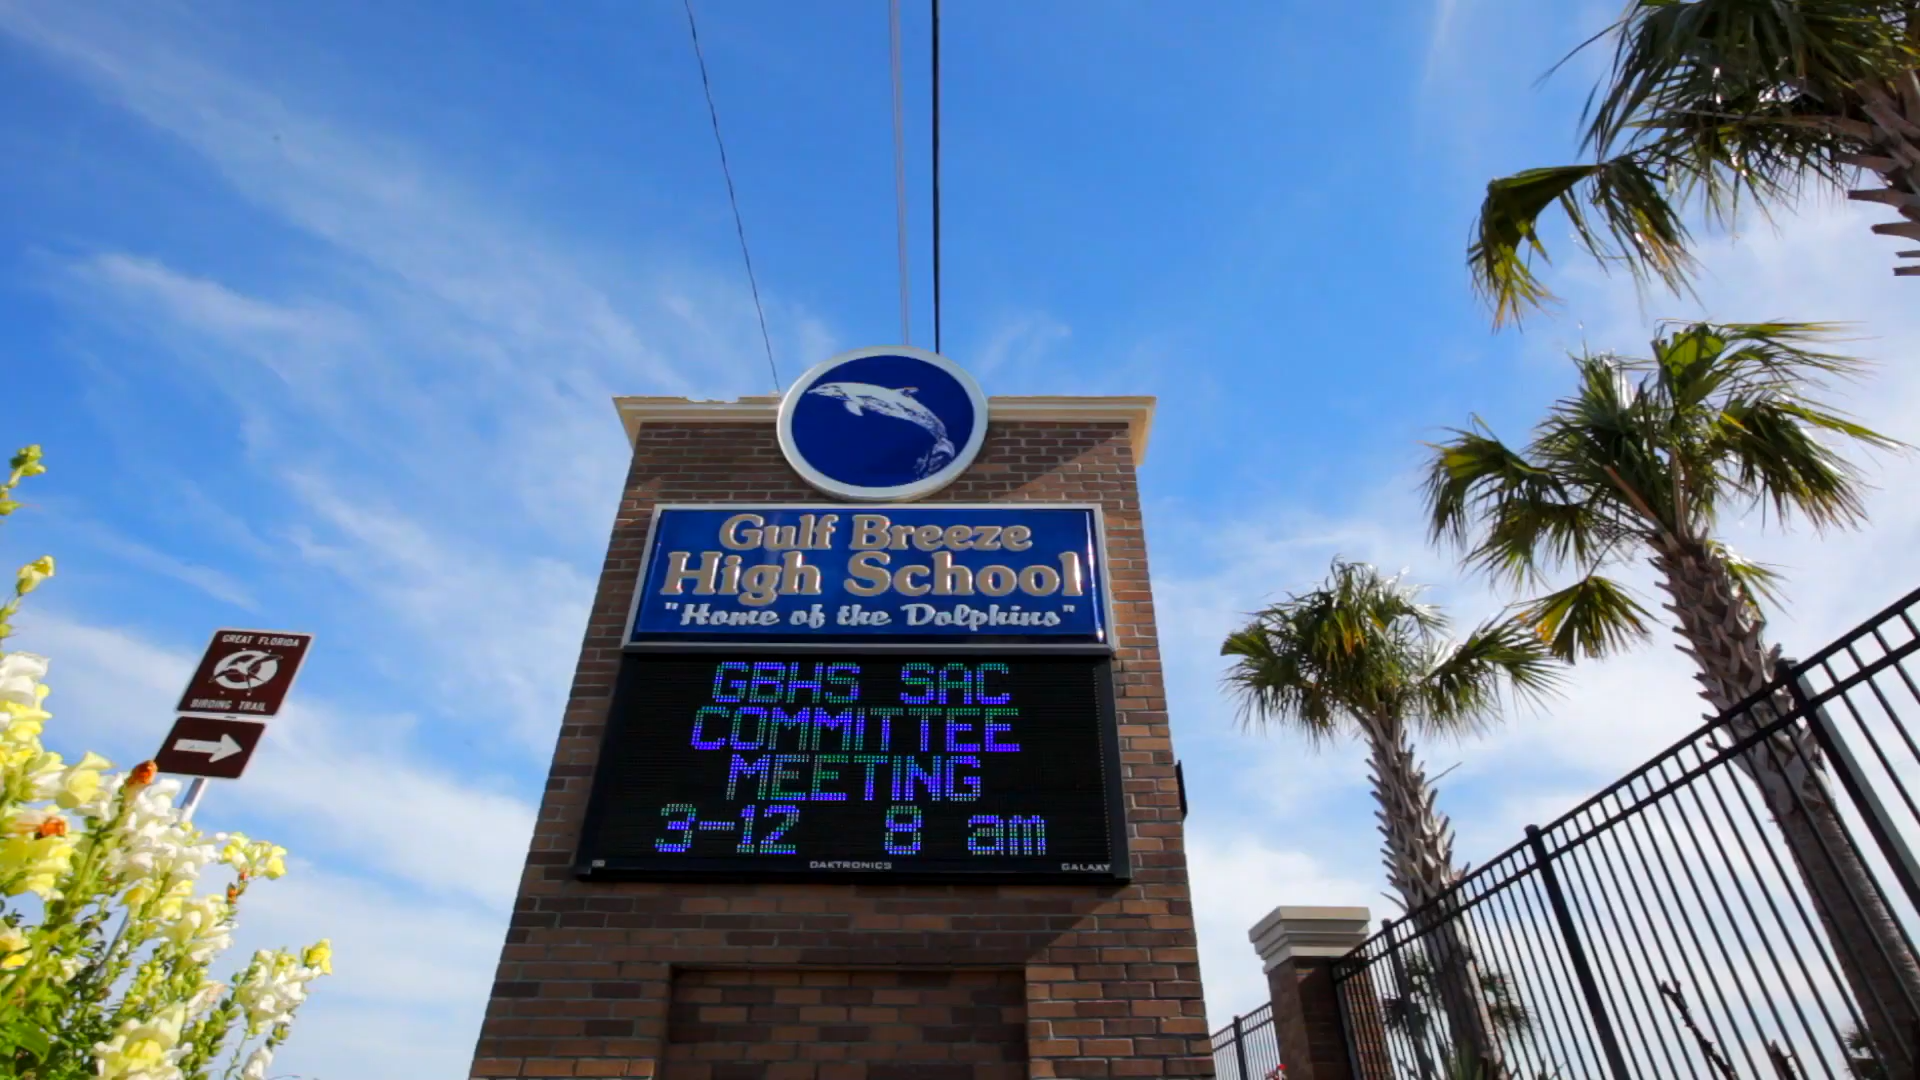 Gulf Breeze
High School
"Home of the Dolphins"
GBHS SAC
COMMITTEE
MEETING
3-12 8 am
DAKTRONICS GALAXY
GREAT FLORIDA
BIRDING TRAIL